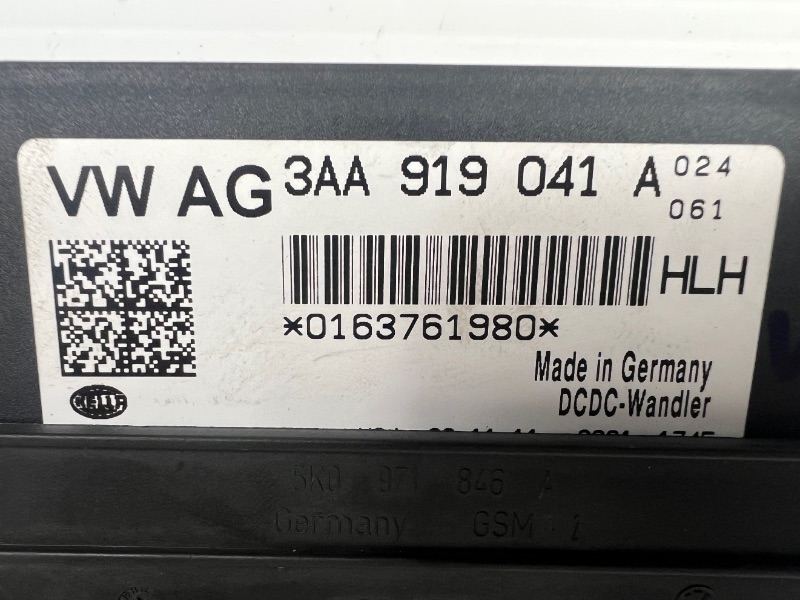 VW AG 3AA 919 041 A 024
061
HLH
*0163761980*
Made in Germany
HELLA DCDC-Wandler
5K0 971 846 A
Germany GSM